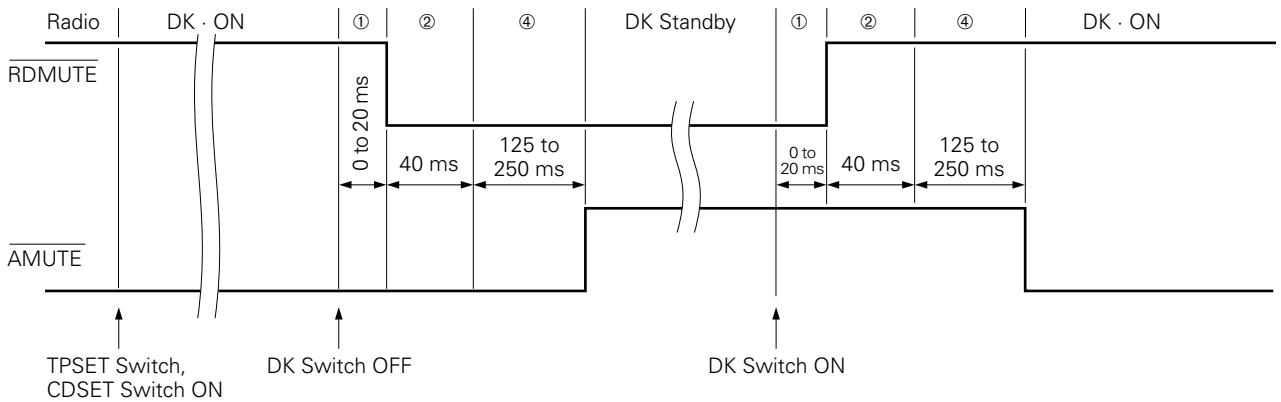 Radio DK · ON ① ② ④ DK Standby ① ② ④ DK · ON
RDMUTE
0 to 20 ms
40 ms
125 to
250 ms
0 to
20 ms
40 ms
125 to
250 ms
AMUTE
TPSET Switch,
CDSET Switch ON
DK Switch OFF
DK Switch ON